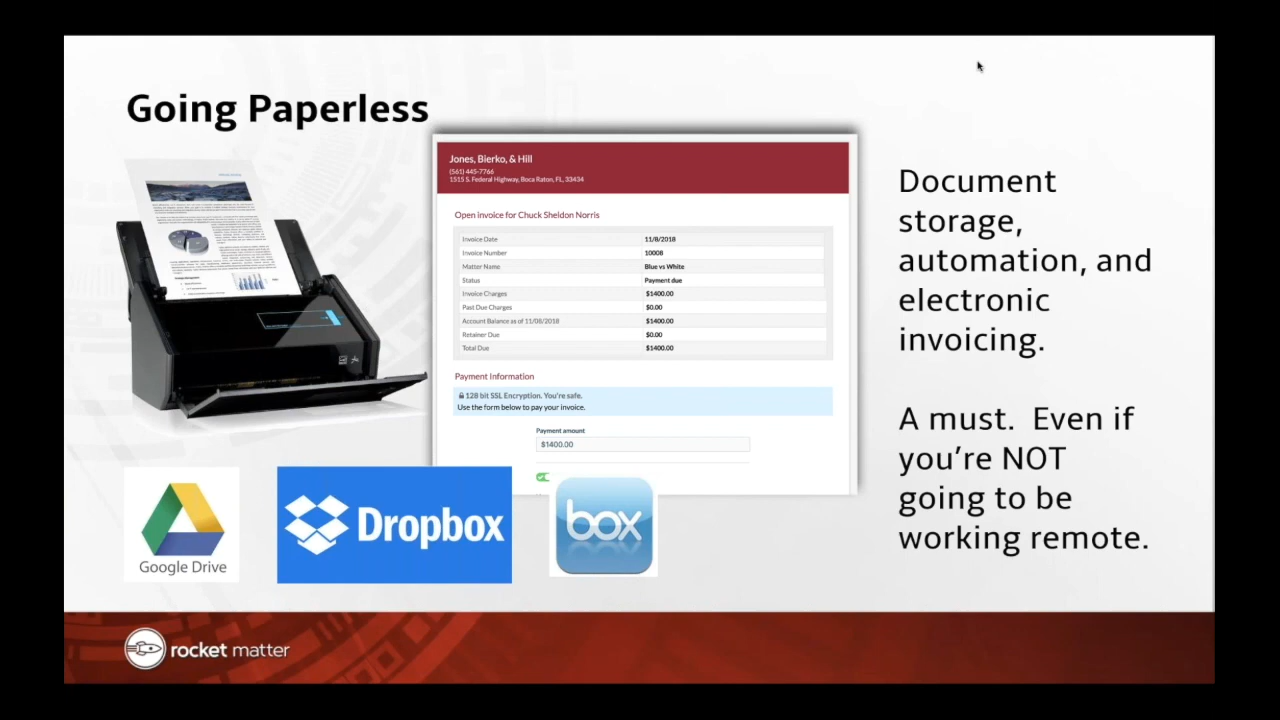 Going Paperless
Jones, Bierko, & Hill
(561) 445-7766
1515 S. Federal Highway, Boca Raton, FL, 33434
Open invoice for Chuck Sheldon Norris
Invoice Date 11/8/2018
Invoice Number 10008
Matter Name Blue vs White
Status Payment due
Invoice Charges $1400.00
Past Due Charges $0.00
Account Balance as of 11/08/2018 $1400.00
Retainer Due $0.00
Total Due $1400.00
Payment Information
128 bit SSL Encryption. You're safe.
Use the form below to pay your invoice.
Payment amount
$1400.00
Document
storage,
automation, and
electronic
invoicing.
A must. Even if
you're NOT
going to be
working remote.
Google Drive
Dropbox
box
rocket matter